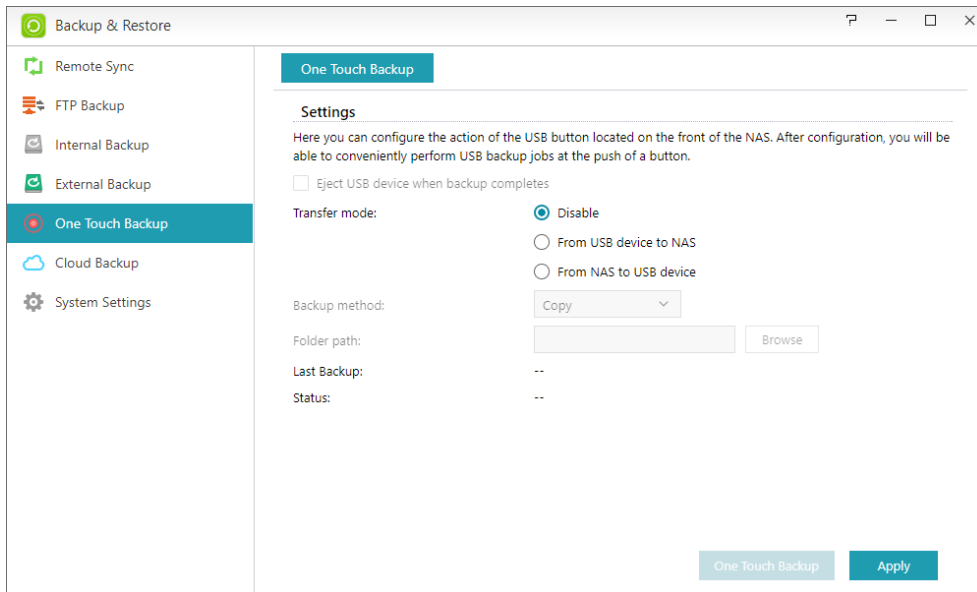 Backup & Restore
Remote Sync
FTP Backup
Internal Backup
External Backup
One Touch Backup
Cloud Backup
System Settings
One Touch Backup
Settings
Here you can configure the action of the USB button located on the front of the NAS. After configuration, you will be
able to conveniently perform USB backup jobs at the push of a button.
Eject USB device when backup completes
Transfer mode:
Disable
From USB device to NAS
From NAS to USB device
Backup method:
Copy
Folder path:
Browse
Last Backup:
--
Status:
--
One Touch Backup
Apply